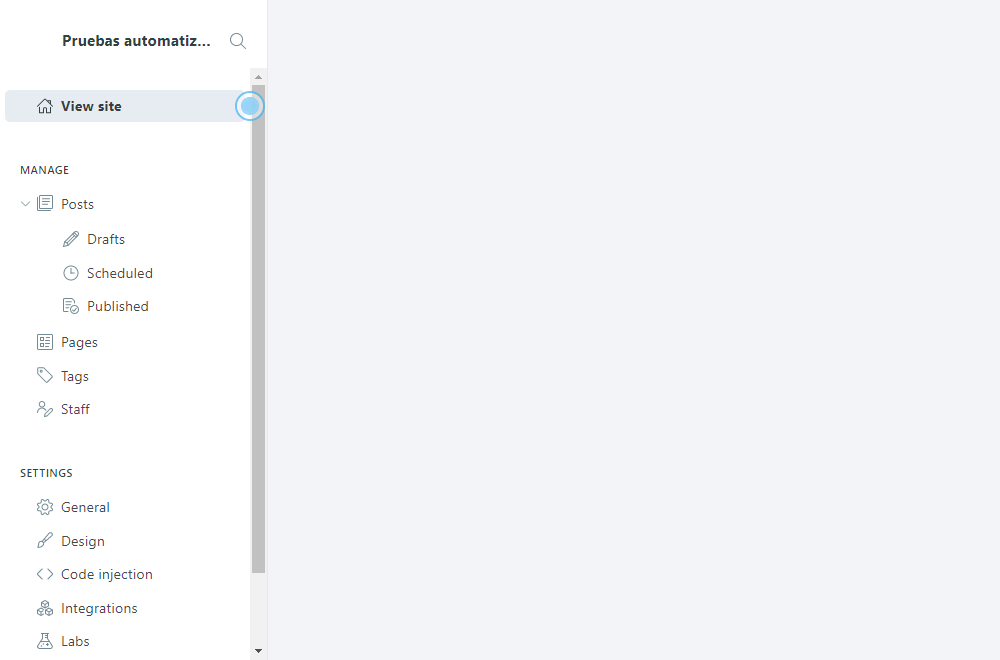 Pruebas automatiz...
View site
MANAGE
Posts
Drafts
Scheduled
Published
Pages
Tags
Staff
SETTINGS
General
Design
Code injection
Integrations
Labs